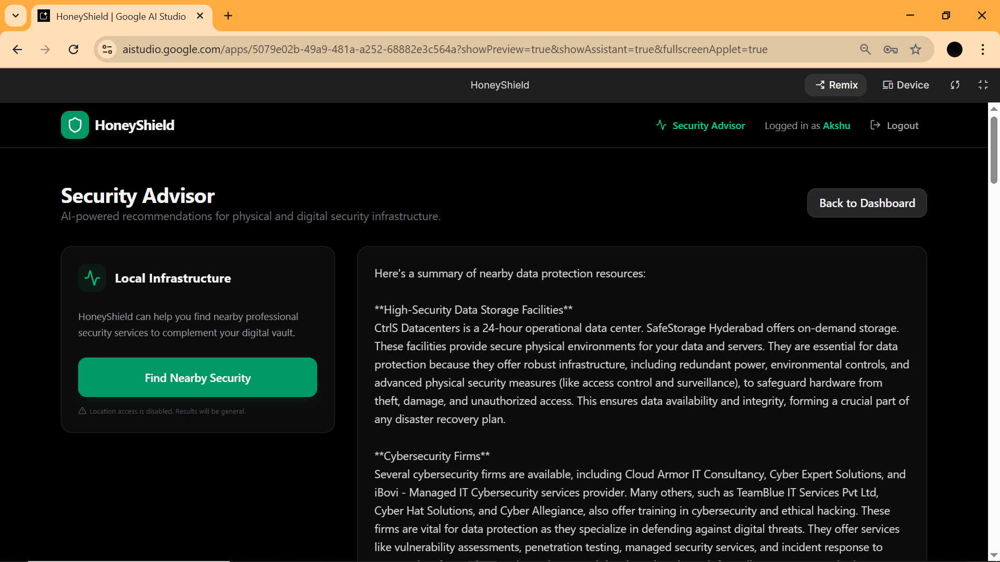 HoneyShield | Google AI Studio
aistudio.google.com/apps/5079e02b-49a9-481a-a252-68882e3c564a?showPreview=true&showAssistant=true&fullscreenApplet=true
HoneyShield
Remix
Device
HoneyShield
Security Advisor
Logged in as Akshu
Logout
Security Advisor
AI-powered recommendations for physical and digital security infrastructure.
Back to Dashboard
Local Infrastructure
HoneyShield can help you find nearby professional
security services to complement your digital vault.
Find Nearby Security
Location access is disabled. Results will be general.
Here's a summary of nearby data protection resources:
**High-Security Data Storage Facilities**
CtrlS Datacenters is a 24-hour operational data center. SafeStorage Hyderabad offers on-demand storage.
These facilities provide secure physical environments for your data and servers. They are essential for data
protection because they offer robust infrastructure, including redundant power, environmental controls, and
advanced physical security measures (like access control and surveillance), to safeguard hardware from
theft, damage, and unauthorized access. This ensures data availability and integrity, forming a crucial part of
any disaster recovery plan.
**Cybersecurity Firms**
Several cybersecurity firms are available, including Cloud Armor IT Consultancy, Cyber Expert Solutions, and
iBovi - Managed IT Cybersecurity services provider. Many others, such as TeamBlue IT Services Pvt Ltd,
Cyber Hat Solutions, and Cyber Allegiance, also offer training in cybersecurity and ethical hacking. These
firms are vital for data protection as they specialize in defending against digital threats. They offer services
like vulnerability assessments, penetration testing, managed security services, and incident response to